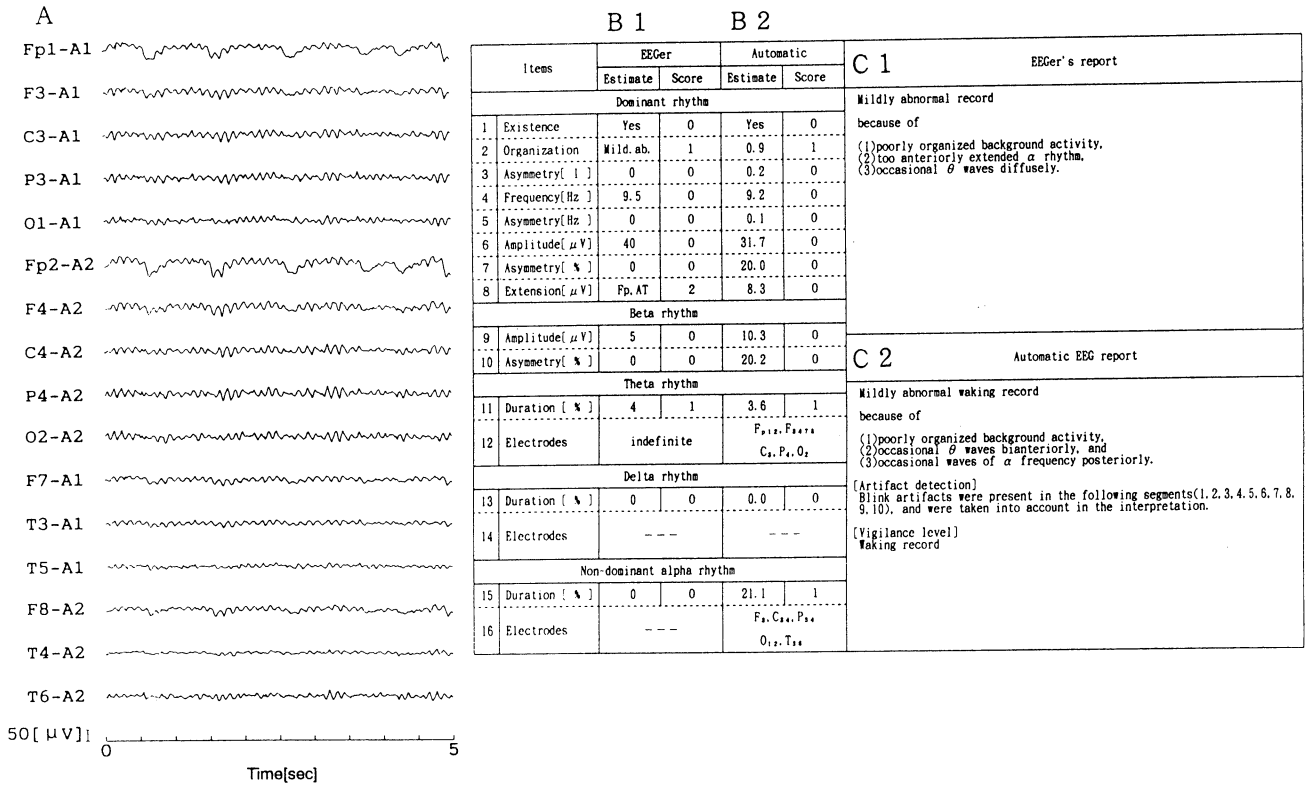 A
Fp1-A1
F3-A1
C3-A1
P3-A1
O1-A1
Fp2-A2
F4-A2
C4-A2
P4-A2
O2-A2
F7-A1
T3-A1
T5-A1
F8-A2
T4-A2
T6-A2
50[μV]
0 5
Time[sec]
B 1 B 2
Items EEGer Automatic
Estimate Score Estimate Score
Dominant rhythm
1 Existence Yes 0 Yes 0
2 Organization Mild.ab. 1 0.9 1
3 Asymmetry[ ] 0 0 0.2 0
4 Frequency[Hz ] 9.5 0 9.2 0
5 Asymmetry[Hz ] 0 0 0.1 0
6 Amplitude[μV] 40 0 31.7 0
7 Asymmetry[ % ] 0 0 20.0 0
8 Extension[μV] Fp.AT 2 8.3 0
Beta rhythm
9 Amplitude[μV] 5 0 10.3 0
10 Asymmetry[ % ] 0 0 20.2 0
Theta rhythm
11 Duration [ % ] 4 1 3.6 1
12 Electrodes indefinite Fp12,F3478
C3,P4,O2
Delta rhythm
13 Duration [ % ] 0 0 0.0 0
14 Electrodes --- ---
Non-dominant alpha rhythm
15 Duration [ % ] 0 0 21.1 1
16 Electrodes --- F3,C34,P34
O12,T56
C 1 EEGer's report
Mildly abnormal record
because of
(1)poorly organized background activity,
(2)too anteriorly extended α rhythm,
(3)occasional θ waves diffusely.
C 2 Automatic EEG report
Mildly abnormal waking record
because of
(1)poorly organized background activity,
(2)occasional θ waves bianteriorly, and
(3)occasional waves of α frequency posteriorly.
[Artifact detection]
Blink artifacts were present in the following segments(1,2,3,4,5,6,7,8,
9,10), and were taken into account in the interpretation.
[Vigilance level]
Waking record